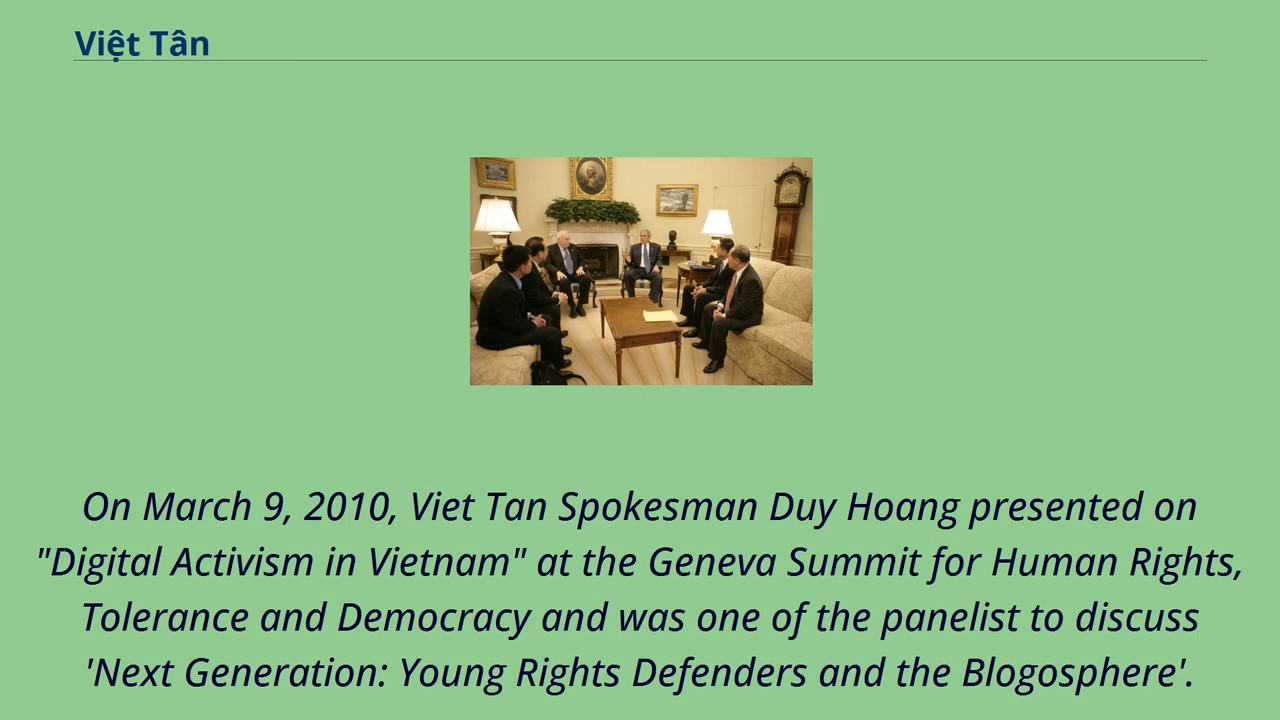 Việt Tân
On March 9, 2010, Viet Tan Spokesman Duy Hoang presented on
"Digital Activism in Vietnam" at the Geneva Summit for Human Rights,
Tolerance and Democracy and was one of the panelist to discuss
'Next Generation: Young Rights Defenders and the Blogosphere'.